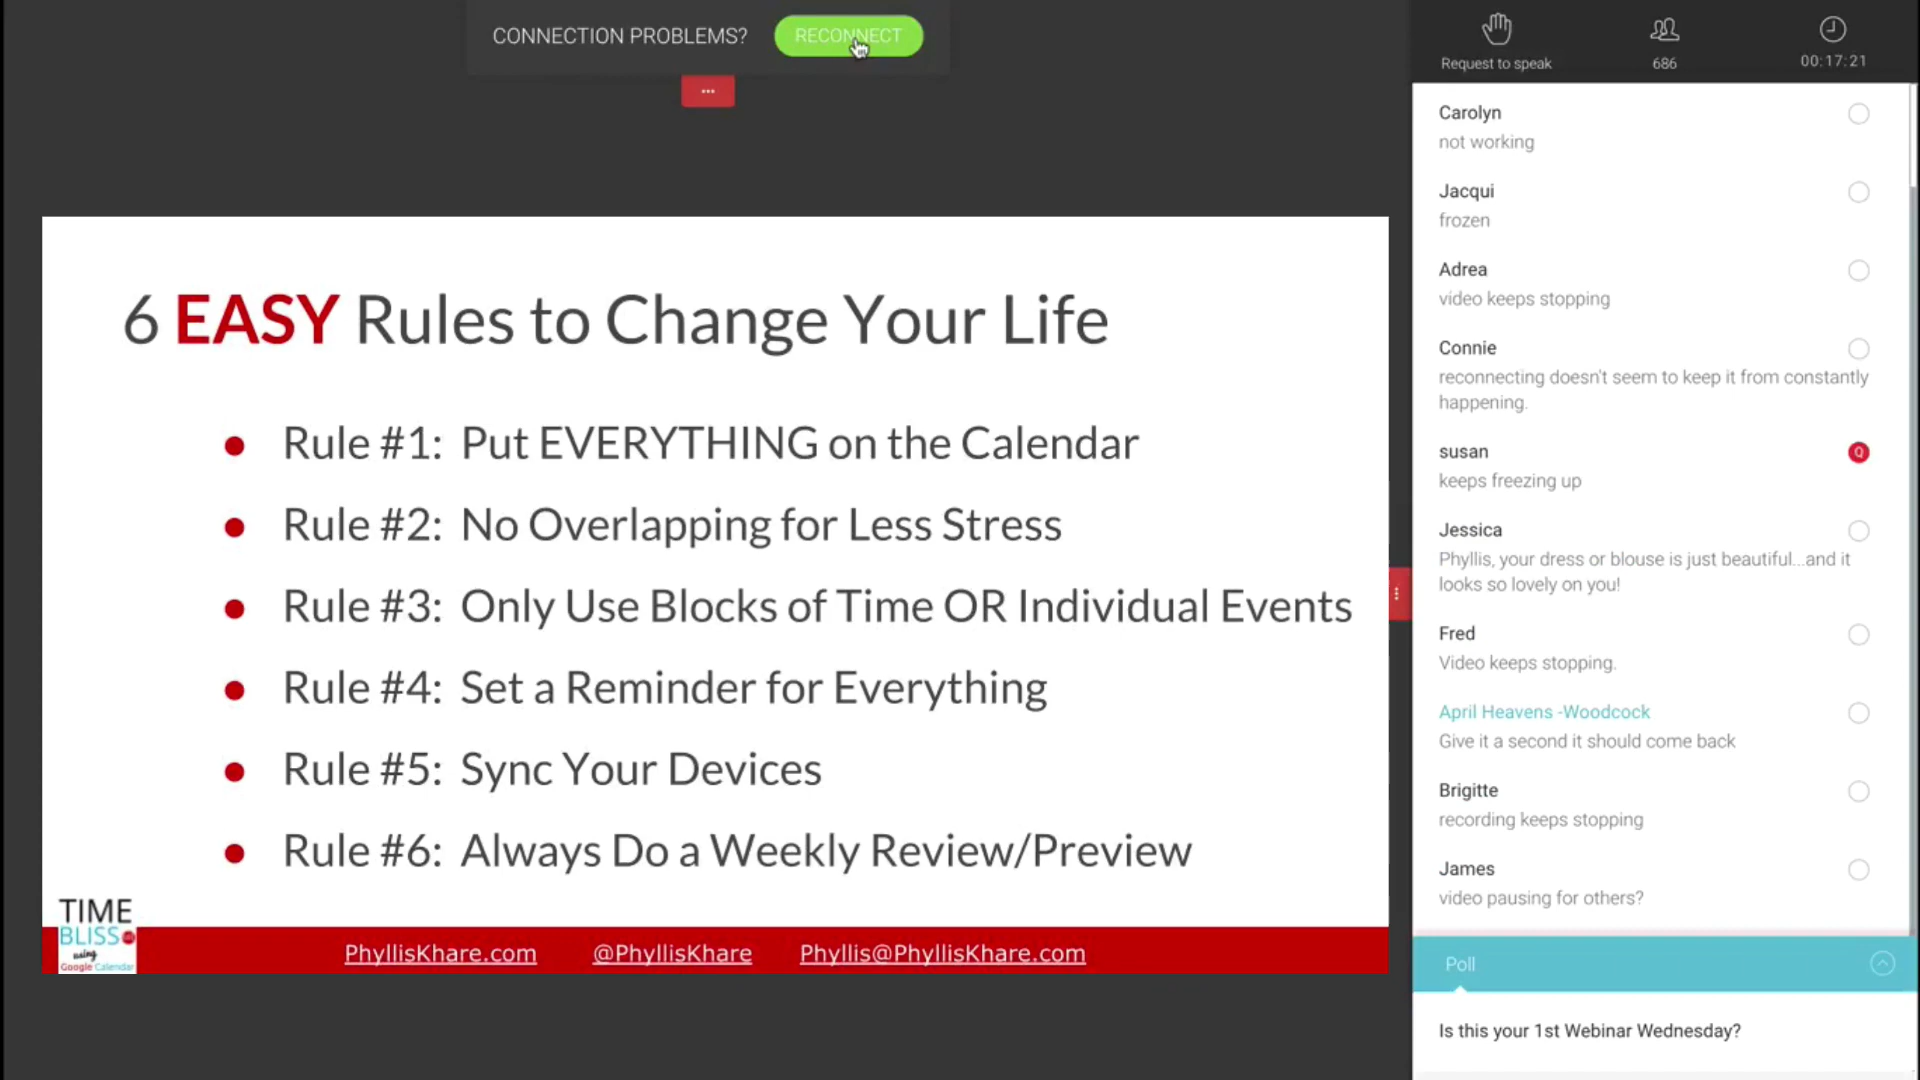 CONNECTION PROBLEMS? RECONNECT
Request to speak
686
00:17:21
6 EASY Rules to Change Your Life
Rule #1: Put EVERYTHING on the Calendar
Rule #2: No Overlapping for Less Stress
Rule #3: Only Use Blocks of Time OR Individual Events
Rule #4: Set a Reminder for Everything
Rule #5: Sync Your Devices
Rule #6: Always Do a Weekly Review/Preview
TIME
BLISS
using
Google Calendar
PhyllisKhare.com @PhyllisKhare Phyllis@PhyllisKhare.com
Carolyn
not working
Jacqui
frozen
Adrea
video keeps stopping
Connie
reconnecting doesn't seem to keep it from constantly
happening.
susan
Q
keeps freezing up
Jessica
Phyllis, your dress or blouse is just beautiful...and it
looks so lovely on you!
Fred
Video keeps stopping.
April Heavens -Woodcock
Give it a second it should come back
Brigitte
recording keeps stopping
James
video pausing for others?
Poll
Is this your 1st Webinar Wednesday?